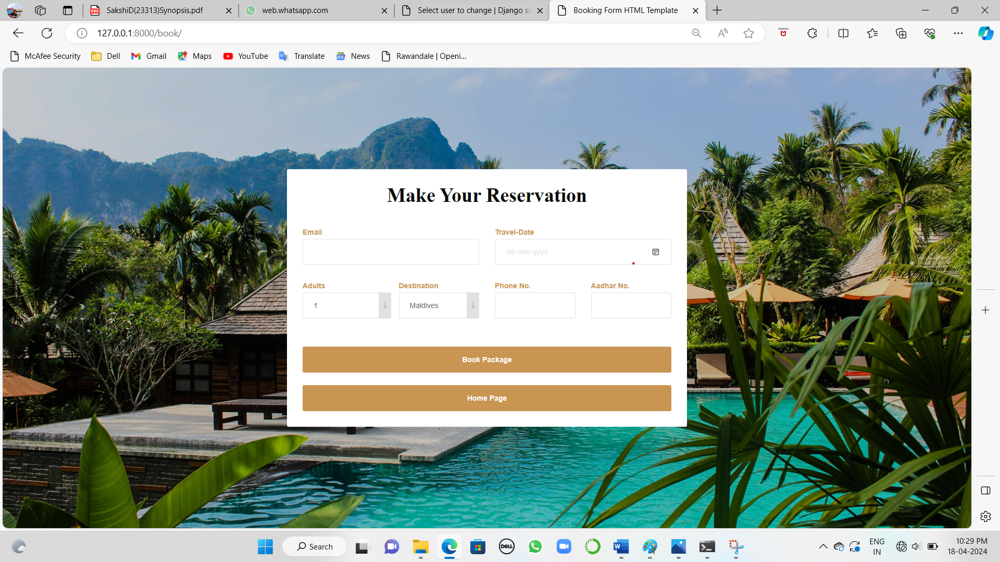 SakshiD(23313)Synopsis.pdf
web.whatsapp.com
Select user to change | Django si
Booking Form HTML Template
127.0.0.1:8000/book/
McAfee Security
Dell
Gmail
Maps
YouTube
Translate
News
Rawandale | Openi...
Make Your Reservation
Email
Travel-Date
dd-mm-yyyy
Adults
Destination
Phone No.
Aadhar No.
1
Maldives
Book Package
Home Page
Search
DELL
ENG
IN
10:29 PM
18-04-2024